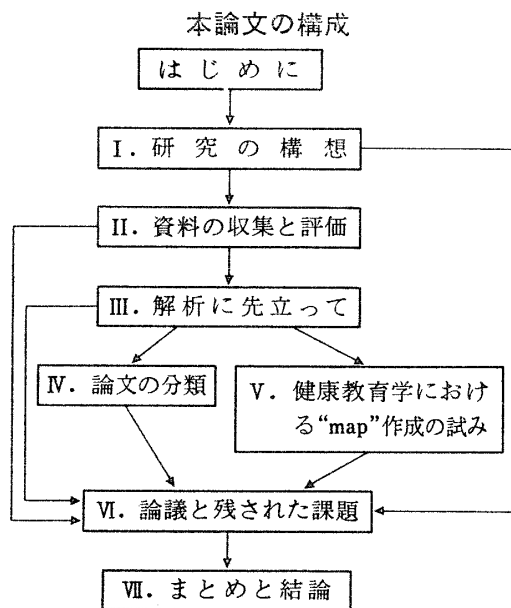 本論文の構成
はじめに
Ⅰ．研究の構想
Ⅱ．資料の収集と評価
Ⅲ．解析に先立って
Ⅳ．論文の分類
Ⅴ．健康教育学におけ
る“map”作成の試み
Ⅵ．論議と残された課題
Ⅶ．まとめと結論